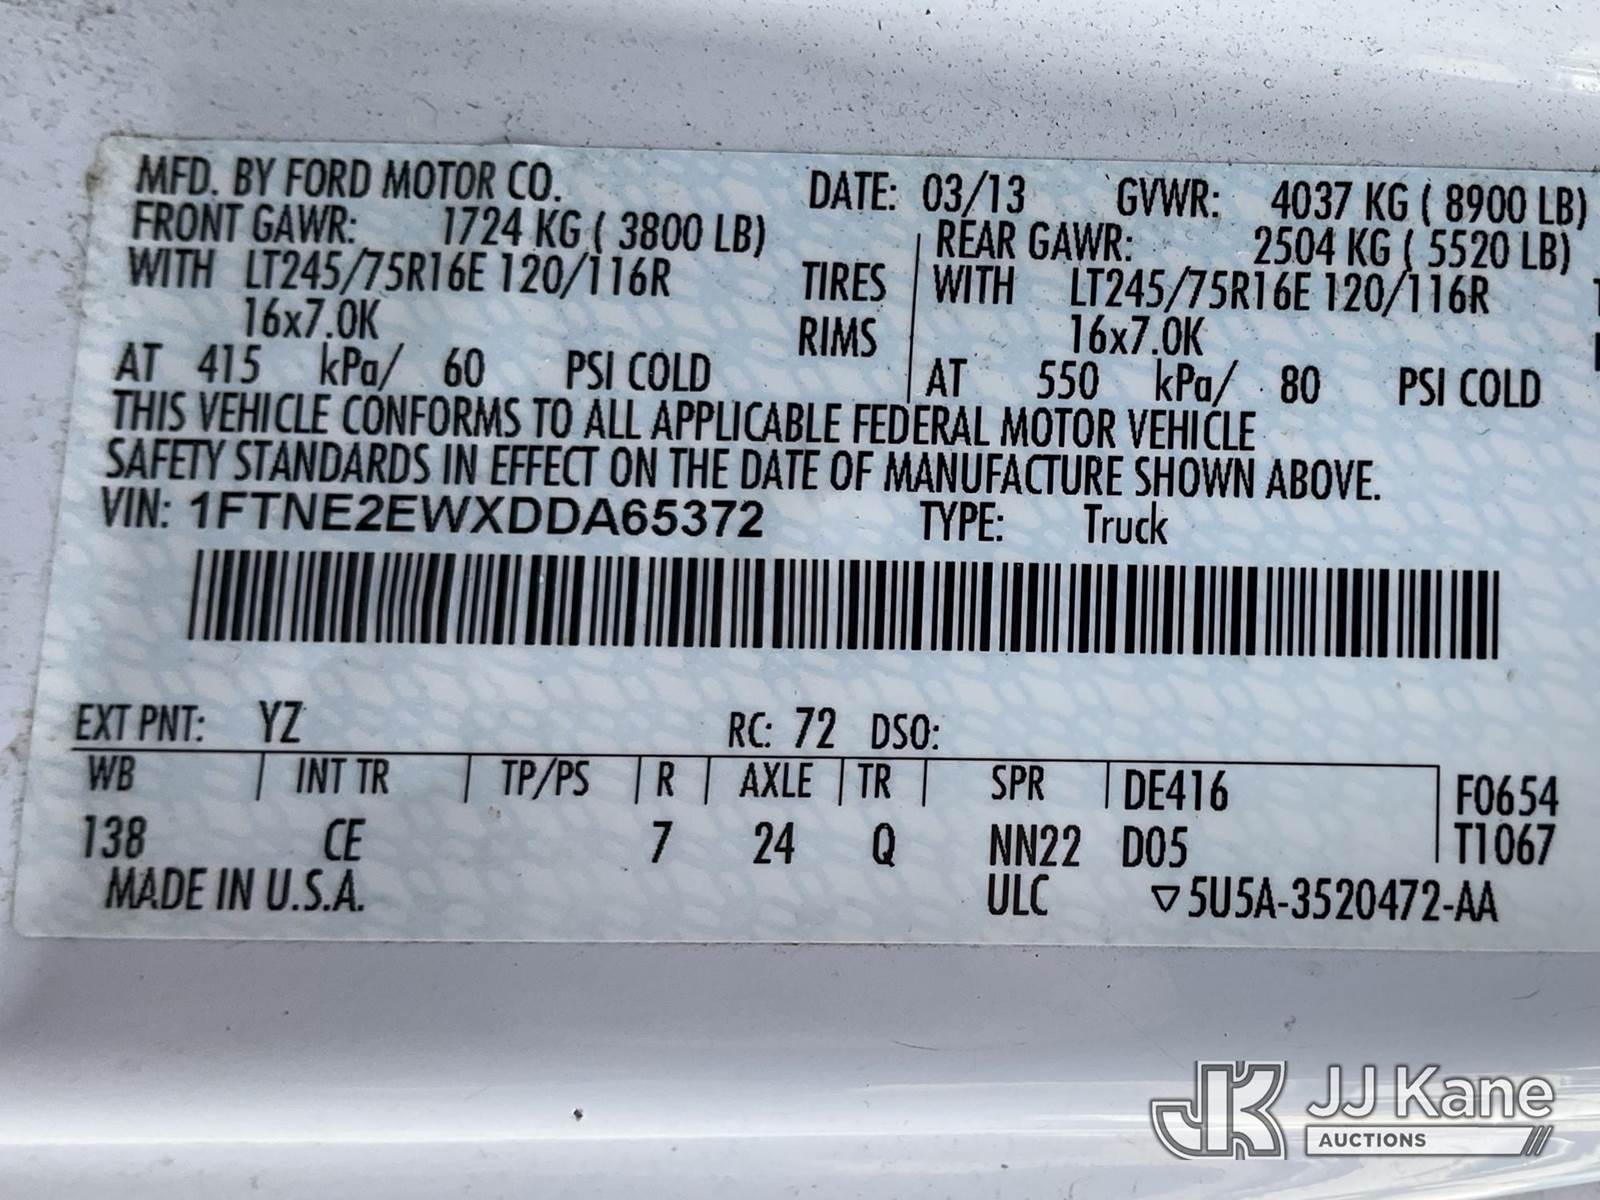 MFD. BY FORD MOTOR CO. DATE: 03/13 GVWR: 4037 KG ( 8900 LB)
FRONT GAWR: 1724 KG ( 3800 LB) REAR GAWR: 2504 KG ( 5520 LB)
WITH LT245/75R16E 120/116R TIRES WITH LT245/75R16E 120/116R
16x7.0K RIMS 16x7.0K
AT 415 kPa/ 60 PSI COLD AT 550 kPa/ 80 PSI COLD
THIS VEHICLE CONFORMS TO ALL APPLICABLE FEDERAL MOTOR VEHICLE
SAFETY STANDARDS IN EFFECT ON THE DATE OF MANUFACTURE SHOWN ABOVE.
VIN: 1FTNE2EWXDDA65372 TYPE: Truck
EXT PNT: YZ RC: 72 DSO:
WB INT TR TP/PS R AXLE TR SPR DE416 F0654
138 CE 7 24 Q NN22 D05 T1067
MADE IN U.S.A. ULC ▽5U5A-3520472-AA
JK JJ Kane
AUCTIONS